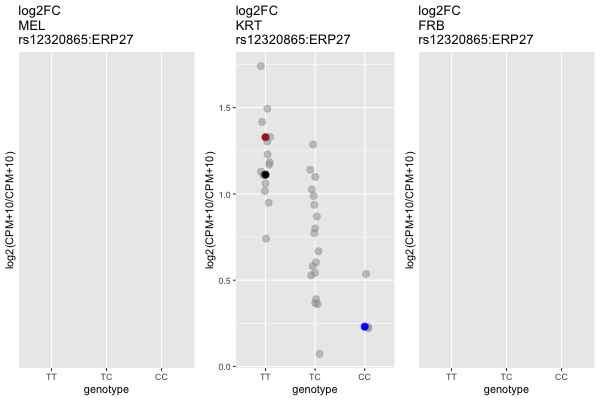 log2FC
MEL
rs12320865:ERP27
log2(CPM+10/CPM+10)
TT TC CC
genotype
log2FC
KRT
rs12320865:ERP27
log2(CPM+10/CPM+10)
1.5
1.0
0.5
0.0
TT TC CC
genotype
log2FC
FRB
rs12320865:ERP27
log2(CPM+10/CPM+10)
TT TC CC
genotype